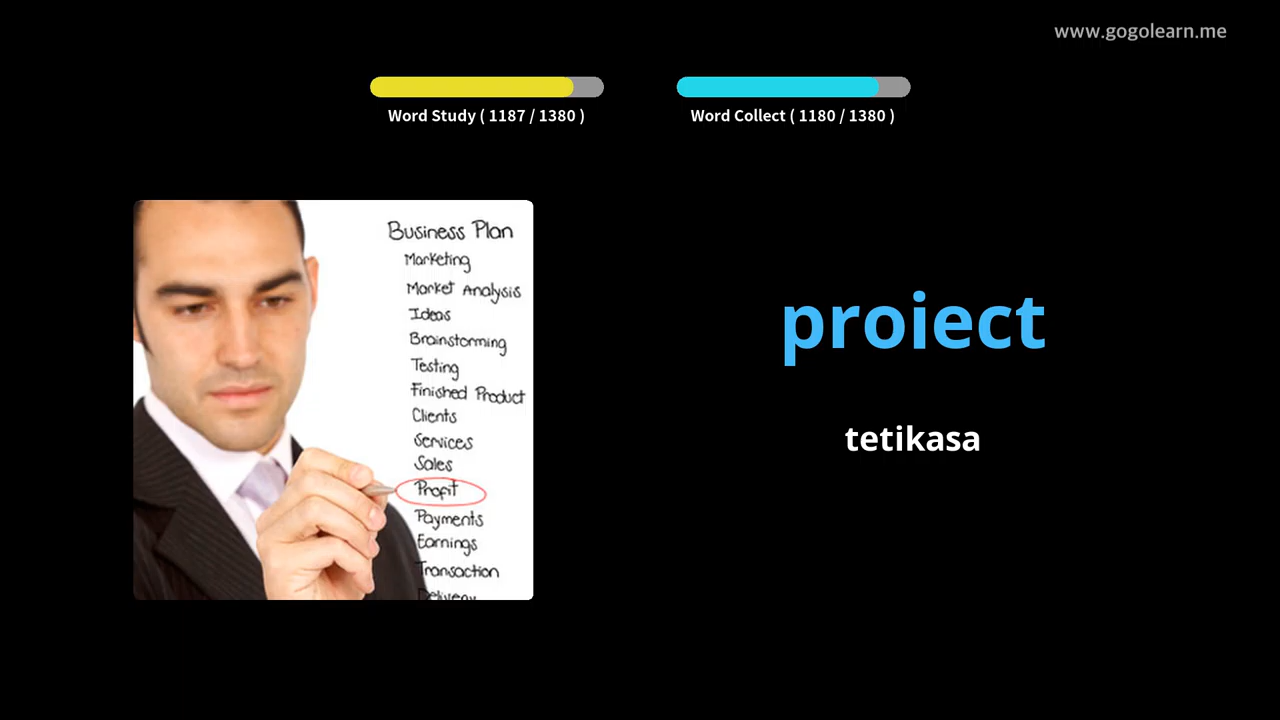 www.gogolearn.me
Word Study ( 1187 / 1380 )
Word Collect ( 1180 / 1380 )
Business Plan
Marketing
Market Analysis
Ideas
Brainstorming
Testing
Finished Product
Clients
Services
Sales
Profit
Payments
Earnings
Transaction
Delivery
proiect
tetikasa